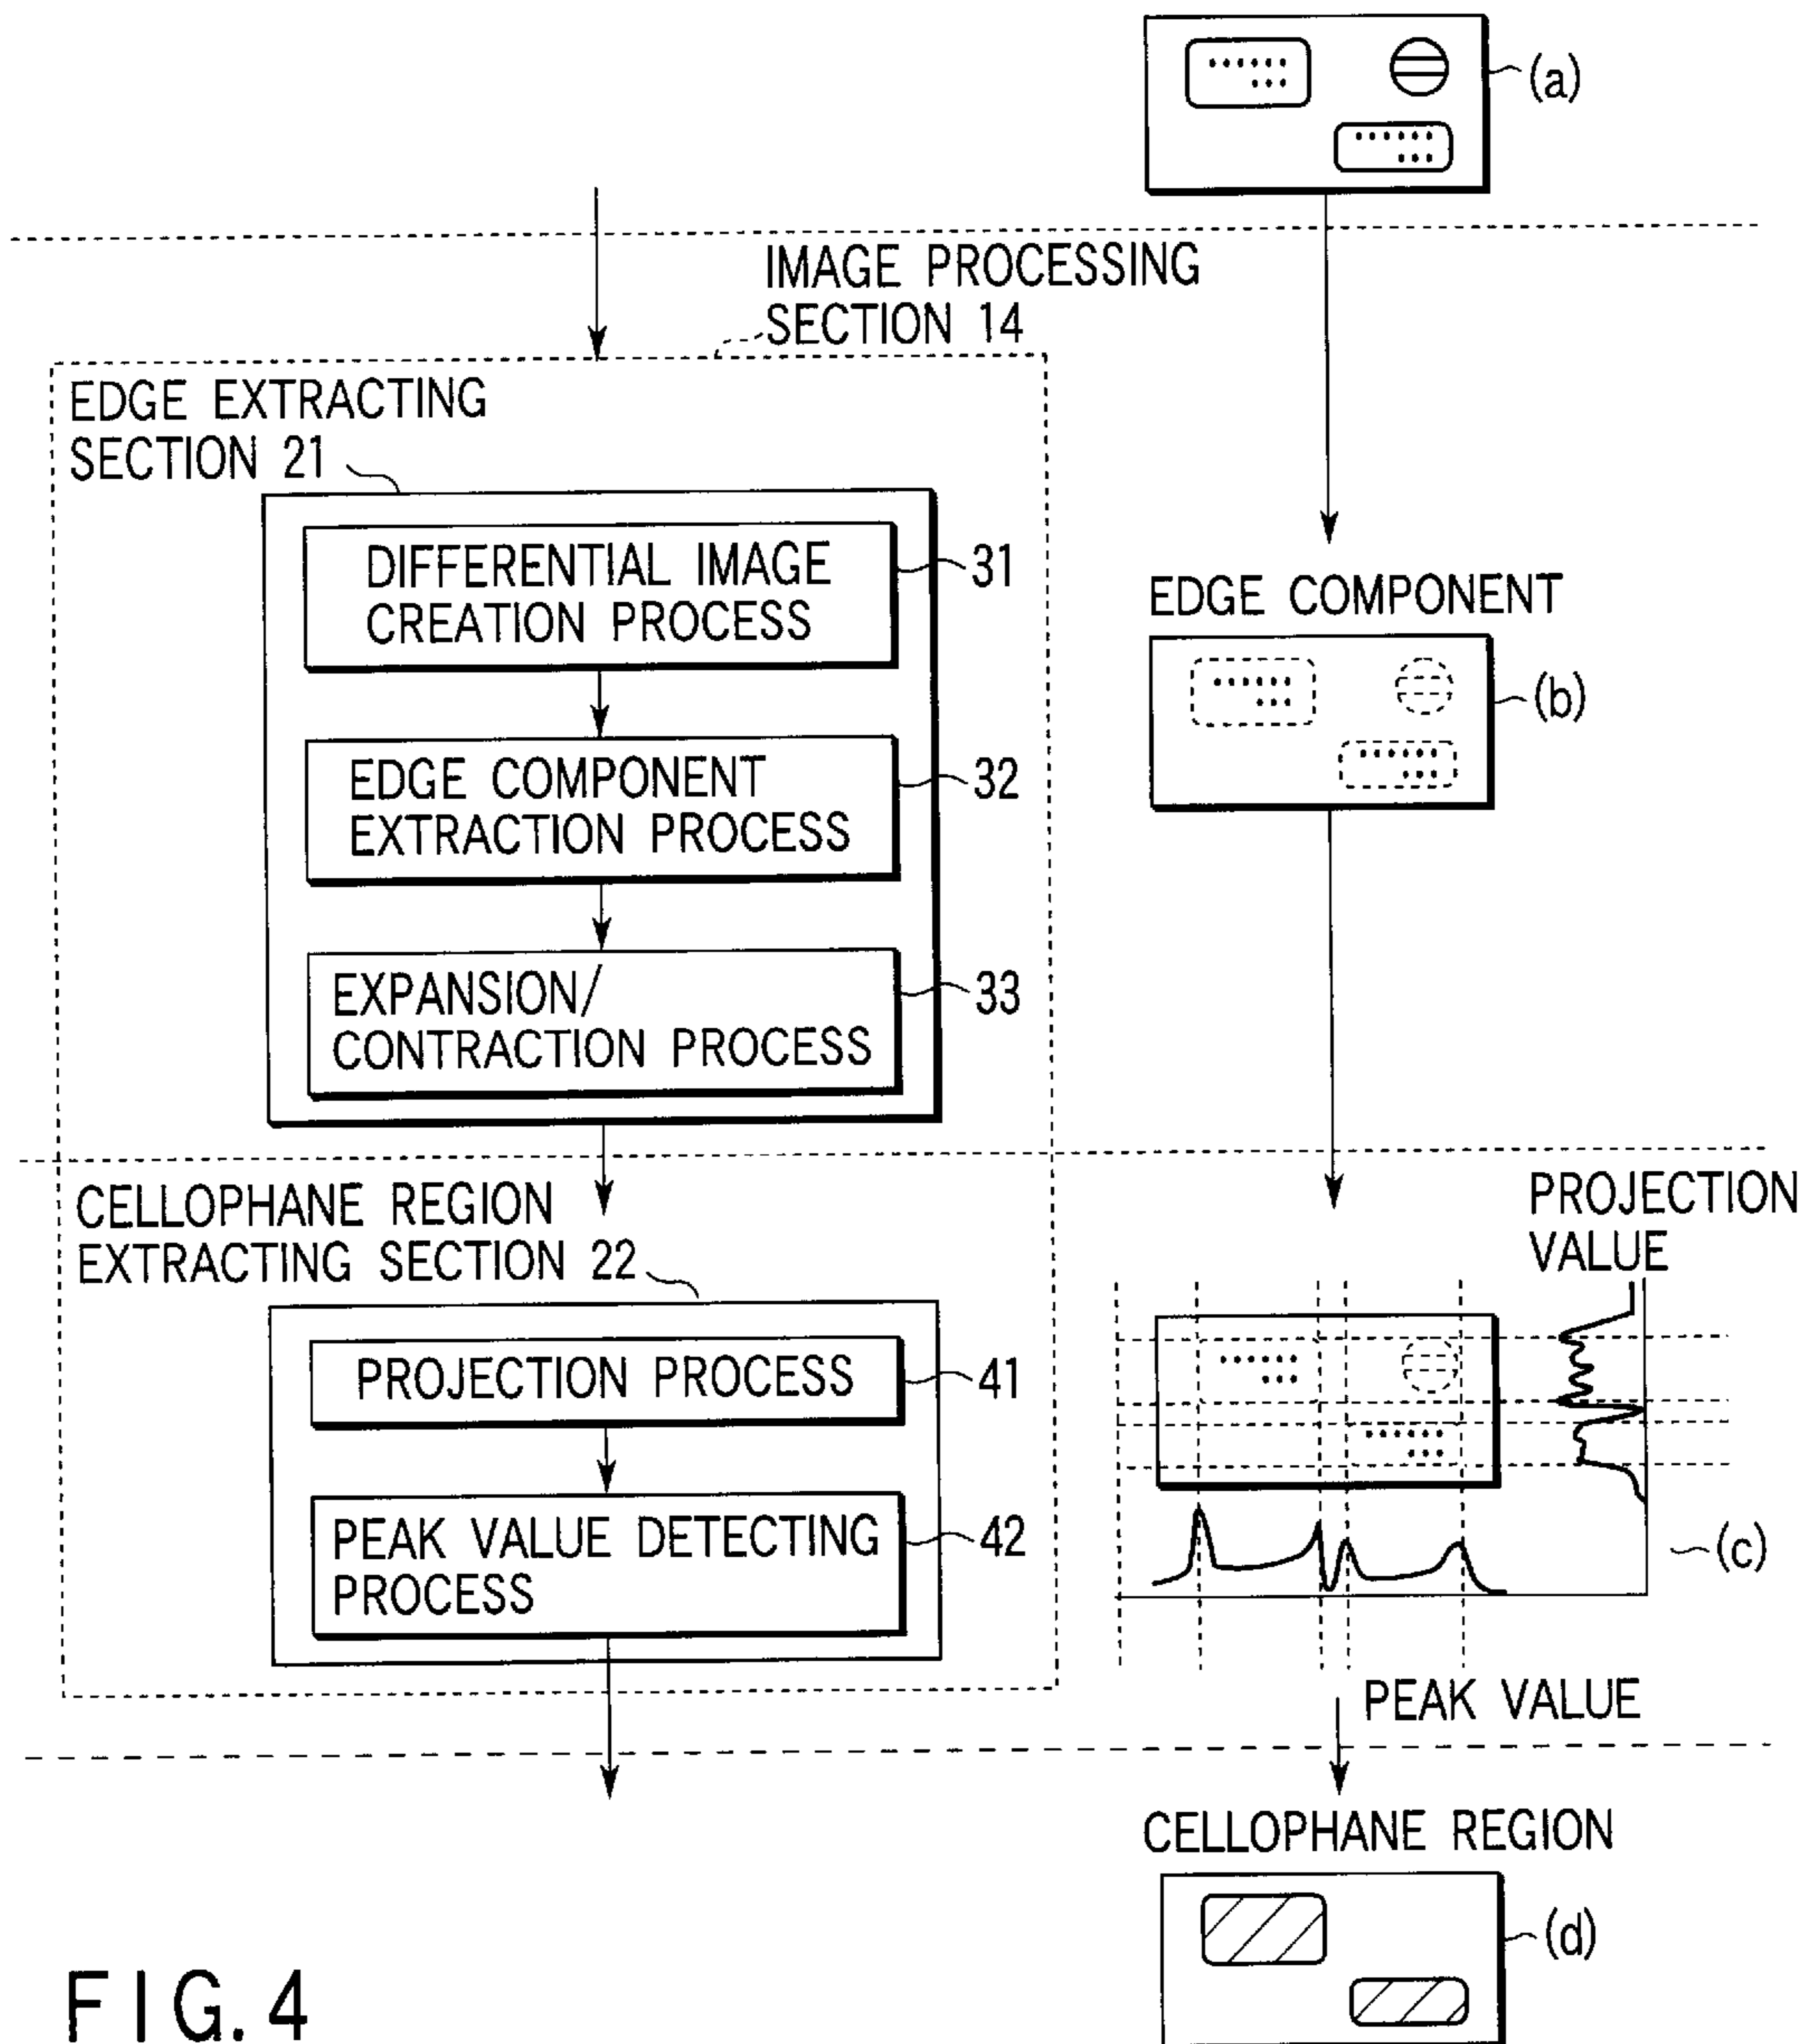 (a)
IMAGE PROCESSING
SECTION 14
EDGE EXTRACTING
SECTION 21
DIFFERENTIAL IMAGE
CREATION PROCESS
31
EDGE COMPONENT
EXTRACTION PROCESS
32
EXPANSION/
CONTRACTION PROCESS
33
EDGE COMPONENT
(b)
CELLOPHANE REGION
EXTRACTING SECTION 22
PROJECTION PROCESS
41
PEAK VALUE DETECTING
PROCESS
42
PROJECTION
VALUE
(c)
PEAK VALUE
CELLOPHANE REGION
(d)
FIG. 4